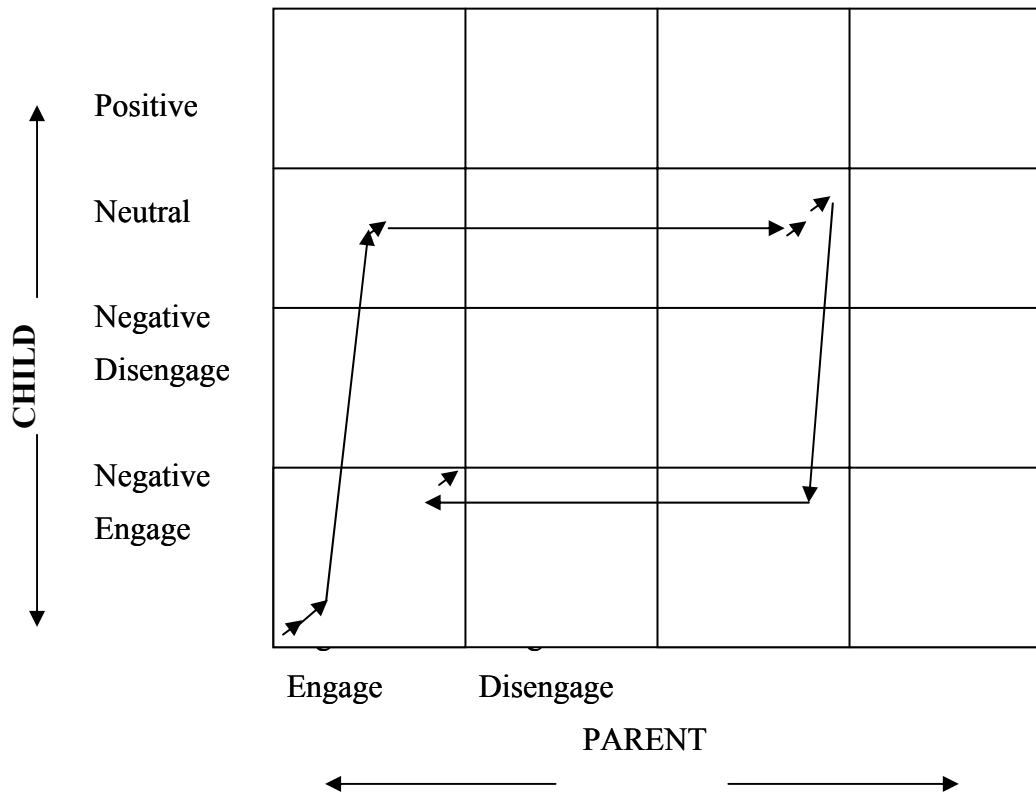 Positive
Neutral
Negative
Disengage
CHILD
Negative
Engage
Engage
Disengage
PARENT